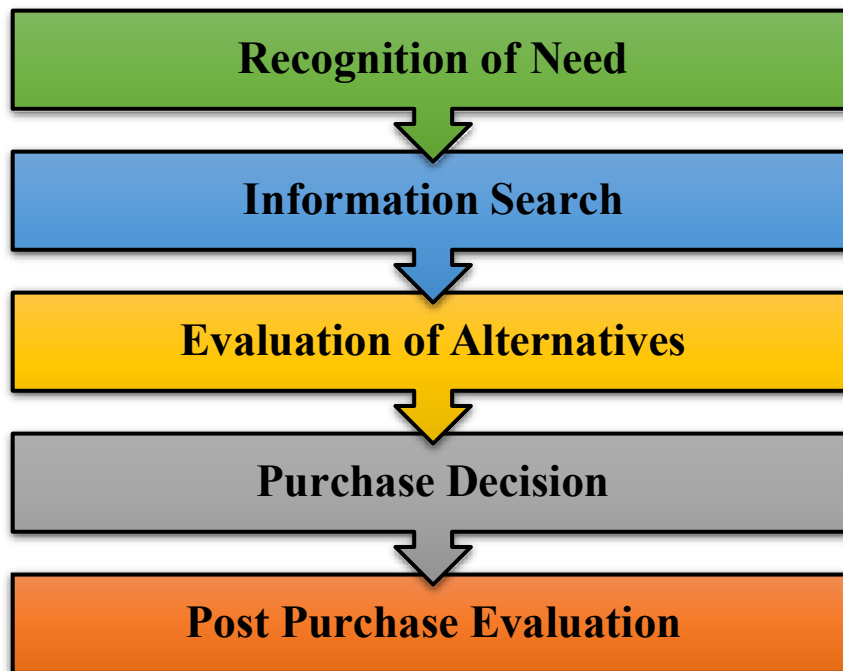 Recognition of Need
Information Search
Evaluation of Alternatives
Purchase Decision
Post Purchase Evaluation